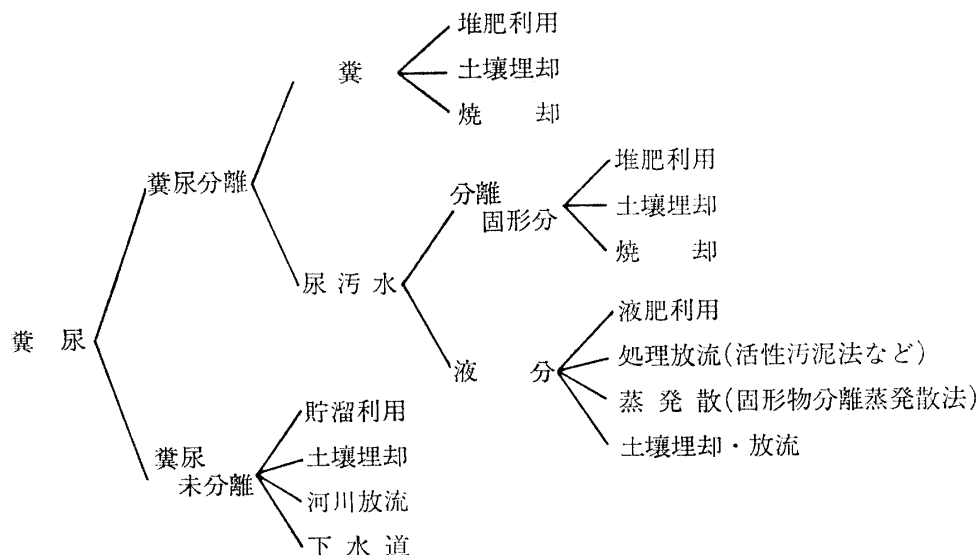 糞尿
糞尿分離
糞
堆肥利用
土壌埋却
焼却
尿汚水
分離
固形分
堆肥利用
土壌埋却
焼却
液分
液肥利用
処理放流(活性汚泥法など)
蒸発散(固形物分離蒸発散法)
土壌埋却・放流
糞尿
未分離
貯溜利用
土壌埋却
河川放流
下水道